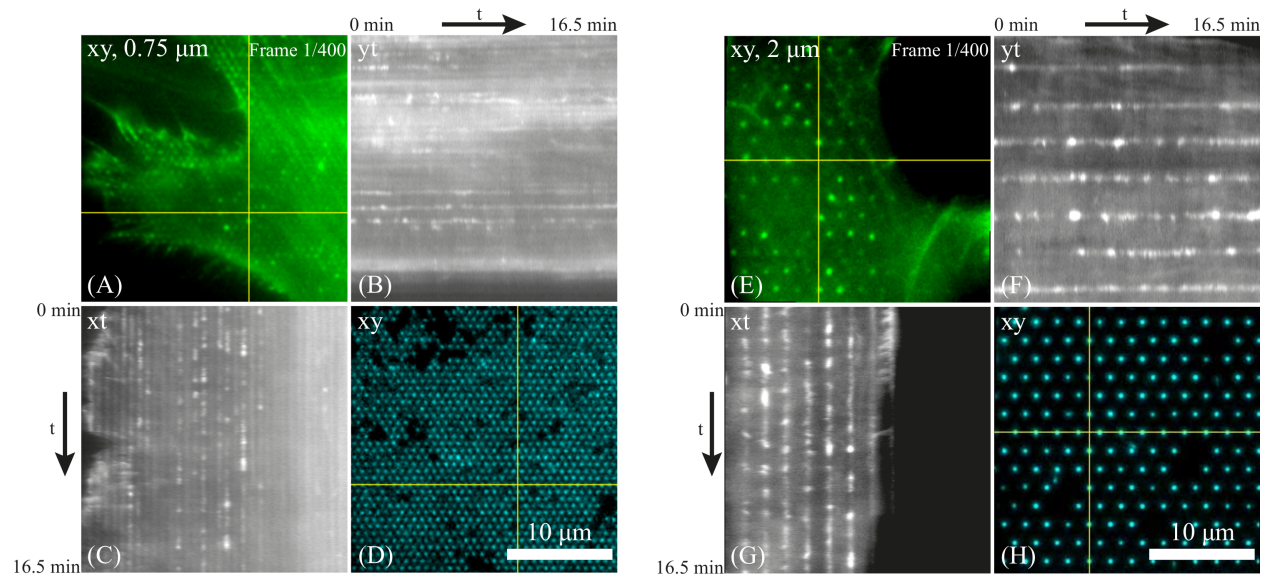 0 min t 16.5 min
xy, 0.75 μm
Frame 1/400
(A)
yt
(B)
0 min
t
16.5 min
xt
(C)
xy
10 μm
(D)
0 min t 16.5 min
xy, 2 μm
Frame 1/400
(E)
yt
(F)
0 min
t
16.5 min
xt
(G)
xy
10 μm
(H)